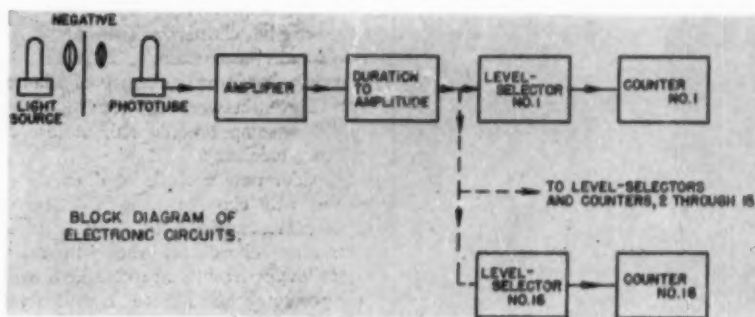 NEGATIVE
LIGHT
SOURCE
PHOTOTUBE
AMPLIFIER
DURATION
TO
AMPLITUDE
LEVEL-
SELECTOR
NO.1
COUNTER
NO.1
TO LEVEL-SELECTORS
AND COUNTERS, 2 THROUGH 15
BLOCK DIAGRAM OF
ELECTRONIC CIRCUITS.
LEVEL-
SELECTOR
NO.16
COUNTER
NO.16